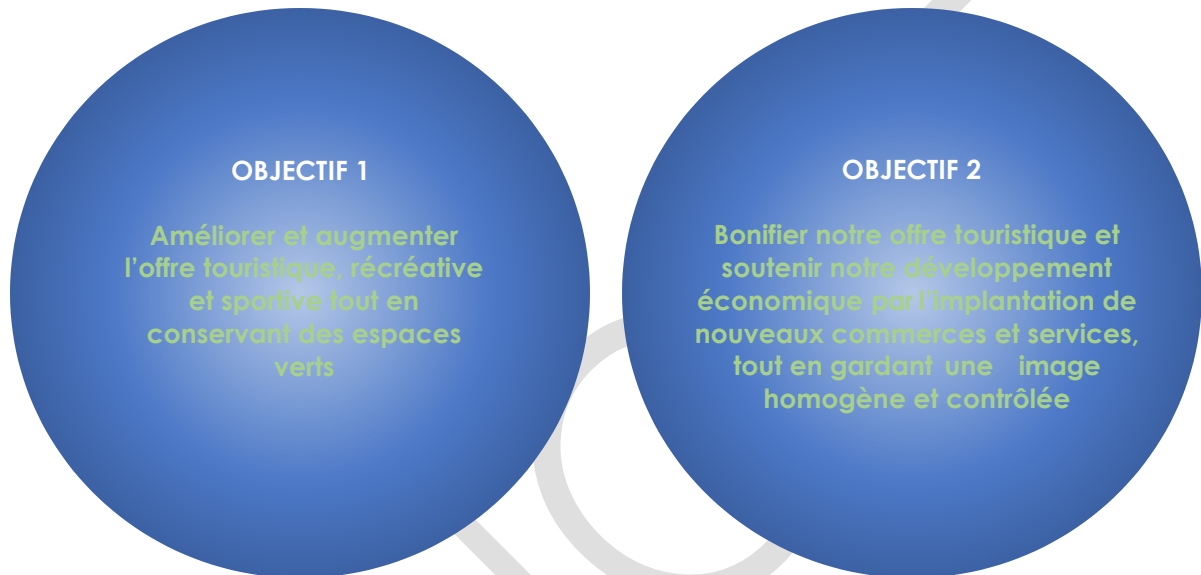 OBJECTIF 1
Améliorer et augmenter
l'offre touristique, récréative
et sportive tout en
conservant des espaces
verts
OBJECTIF 2
Bonifier notre offre touristique et
soutenir notre développement
économique par l'implantation de
nouveaux commerces et services,
tout en gardant une image
homogène et contrôlée